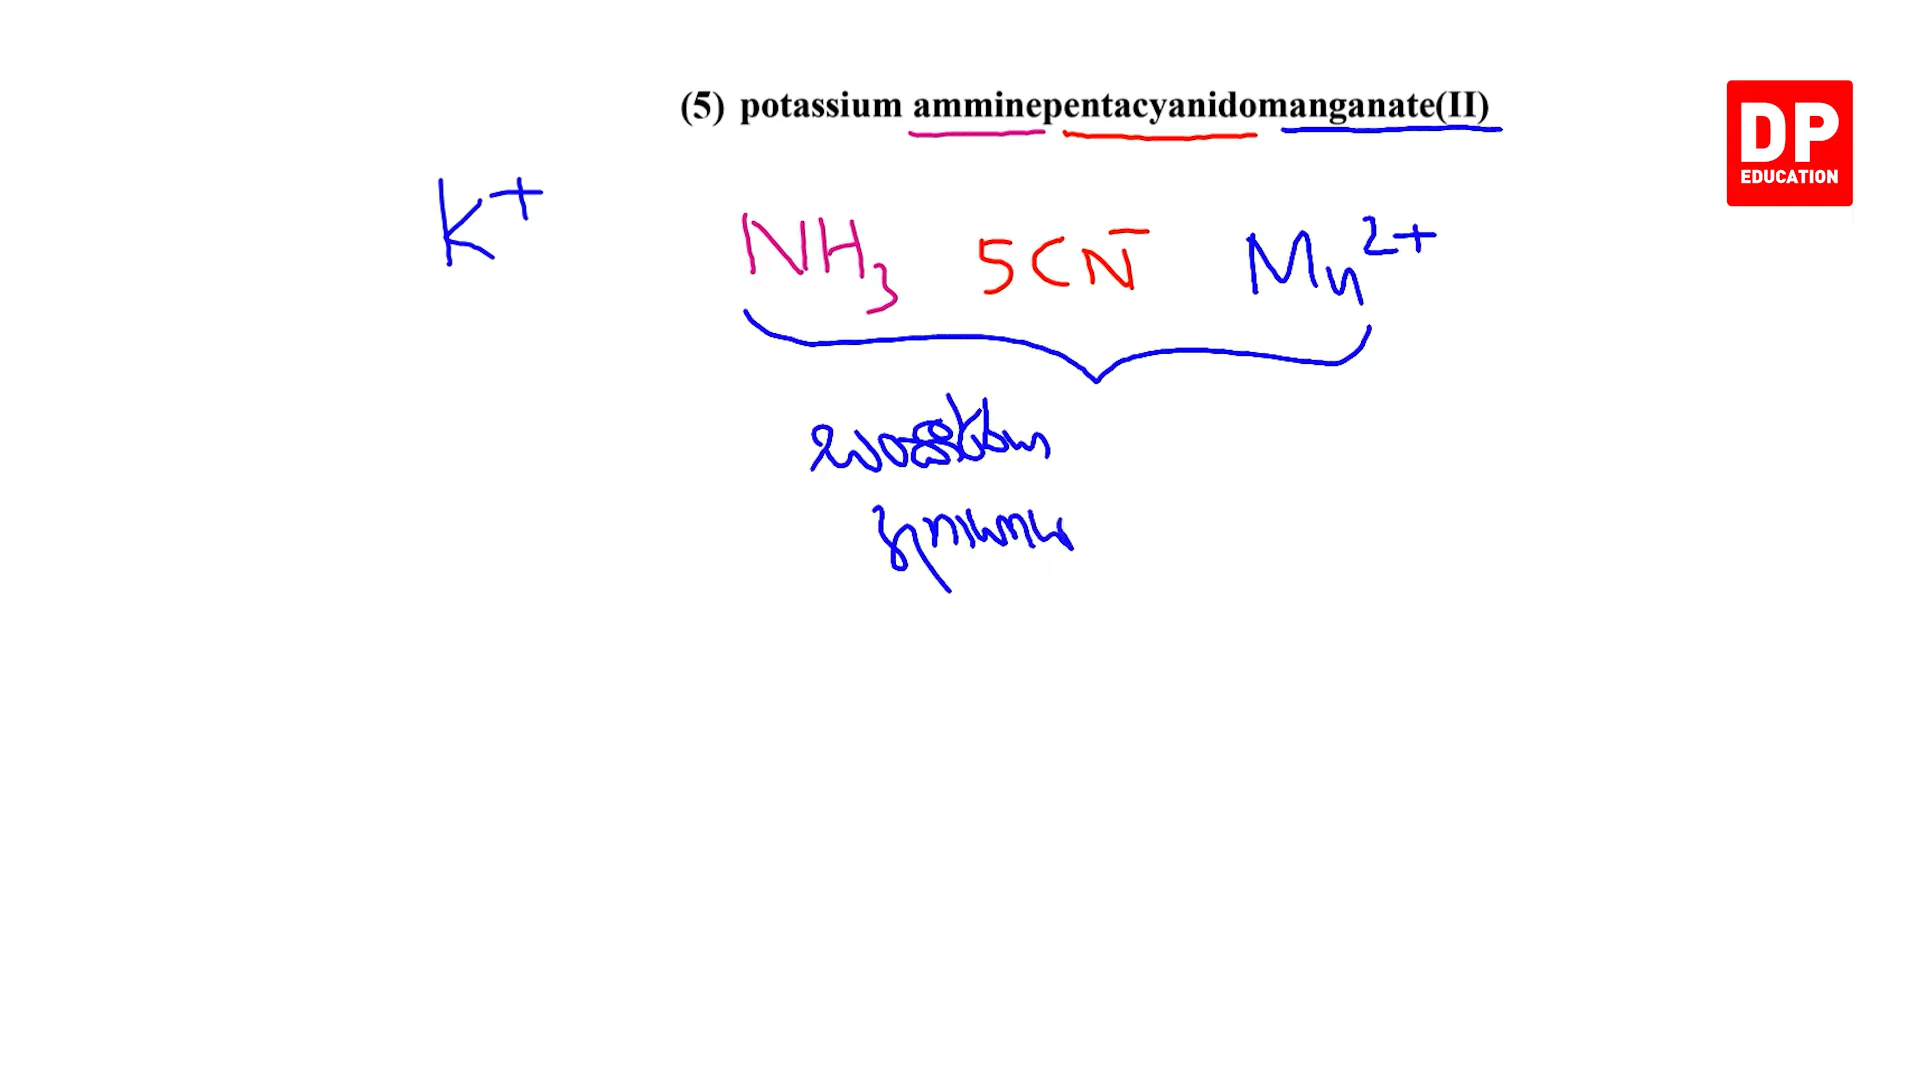 (5) potassium amminepentacyanidomanganate(II)
DP
EDUCATION
K⁺ NH₃ 5CN⁻ Mn²⁺